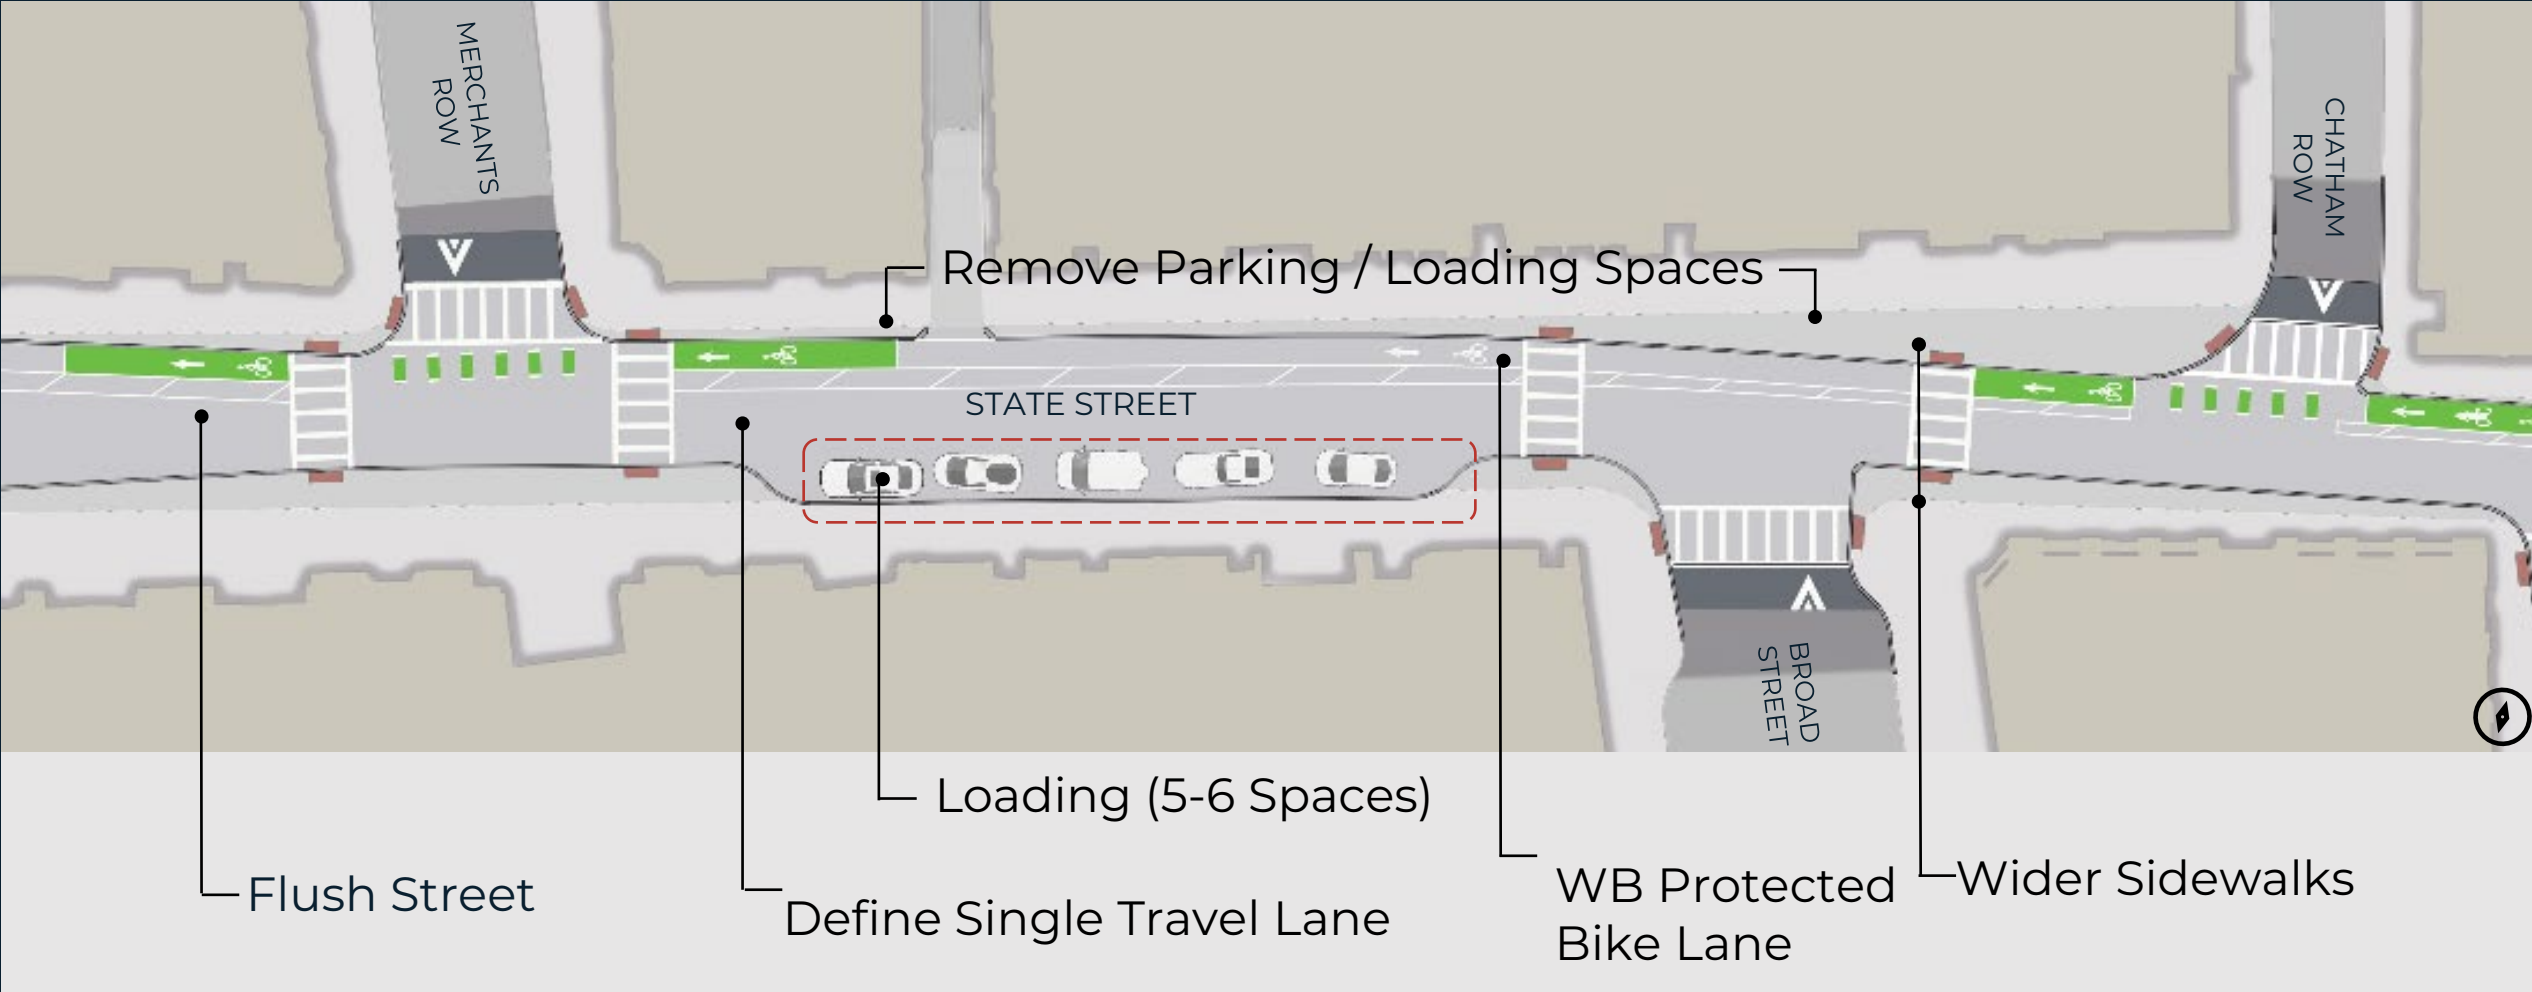 MERCHANTS
ROW
CHATHAM
ROW
Remove Parking / Loading Spaces
STATE STREET
BROAD
STREET
Loading (5-6 Spaces)
Flush Street
Define Single Travel Lane
WB Protected
Bike Lane
Wider Sidewalks